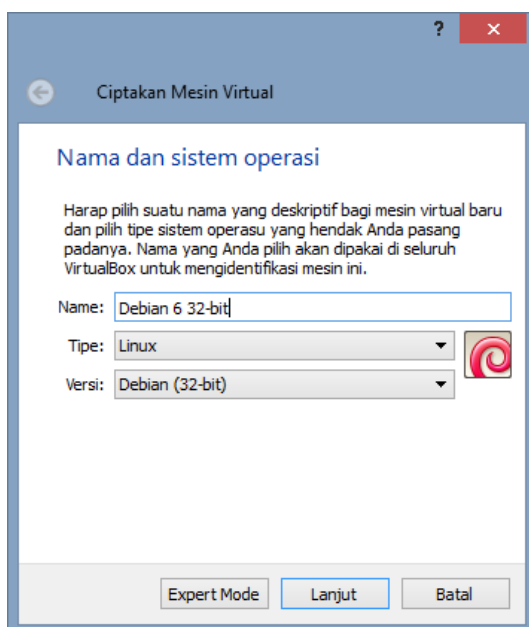 ?
Ciptakan Mesin Virtual
Nama dan sistem operasi
Harap pilih suatu nama yang deskriptif bagi mesin virtual baru
dan pilih tipe sistem operasu yang hendak Anda pasang
padanya. Nama yang Anda pilih akan dipakai di seluruh
VirtualBox untuk mengidentifikasi mesin ini.
Name: Debian 6 32-bit
Tipe: Linux
Versi: Debian (32-bit)
Expert Mode Lanjut Batal